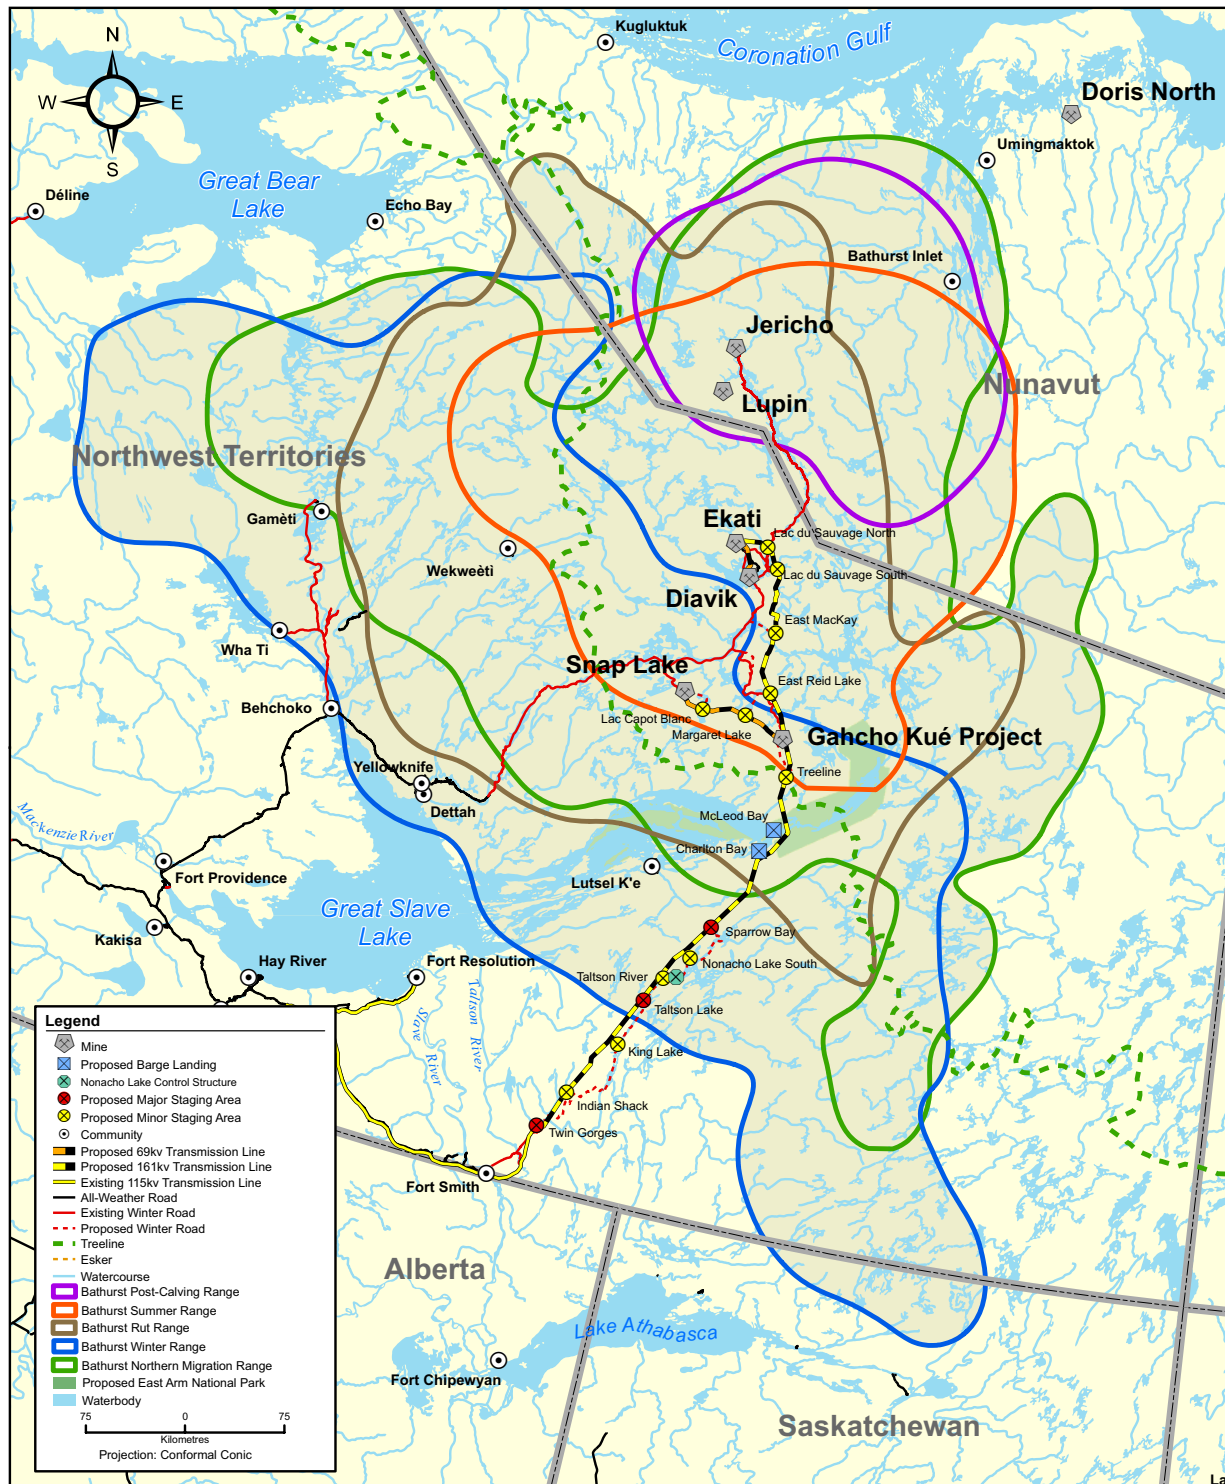 Kugluktuk
Coronation Gulf
N
W
E
S
Doris North
Umingmaktok
Great Bear
Lake
Déline
Echo Bay
Bathurst Inlet
Jericho
Nunavut
Lupin
Northwest Territories
Gamèti
Ekati
Lac du Sauvage North
Wekweètì
Lac du Sauvage South
Diavik
East MacKay
Wha Ti
Snap Lake
East Reid Lake
Behchoko
Lac Capot Blanc
Margaret Lake
Gahcho Kué Project
Yellowknife
Treeline
Dettah
Mackenzie River
McLeod Bay
Charlton Bay
Fort Providence
Lutsel K'e
Great Slave
Lake
Kakisa
Sparrow Bay
Hay River
Fort Resolution
Nonacho Lake South
Taltson River
Taltson Lake
Slave River
Taltson River
King Lake
Indian Shack
Twin Gorges
Fort Smith
Alberta
Lake Athabasca
Fort Chipewyan
Saskatchewan
La
Legend
Mine
Proposed Barge Landing
Nonacho Lake Control Structure
Proposed Major Staging Area
Proposed Minor Staging Area
Community
Proposed 69kv Transmission Line
Proposed 161kv Transmission Line
Existing 115kv Transmission Line
All-Weather Road
Existing Winter Road
Proposed Winter Road
Treeline
Esker
Watercourse
Bathurst Post-Calving Range
Bathurst Summer Range
Bathurst Rut Range
Bathurst Winter Range
Bathurst Northern Migration Range
Proposed East Arm National Park
Waterbody
75 0 75
Kilometres
Projection: Conformal Conic